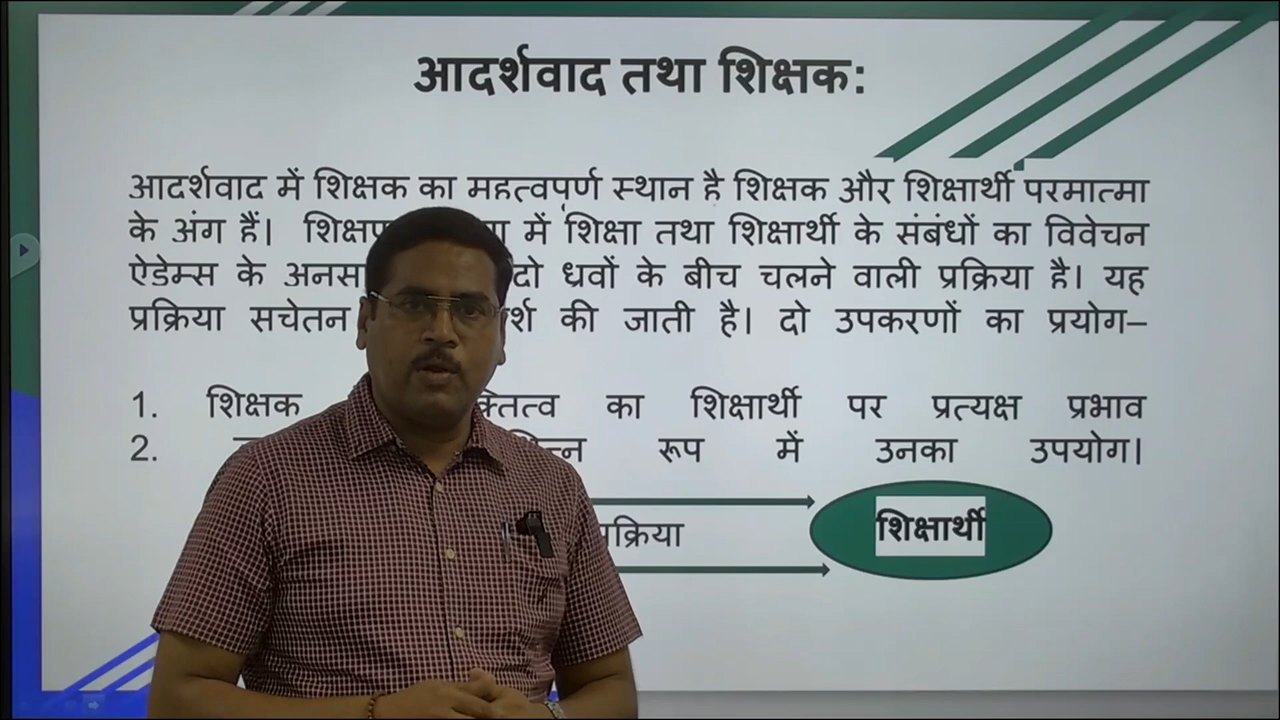 आदर्शवाद तथा शिक्षक:
आदर्शवाद में शिक्षक का महत्वपूर्ण स्थान है शिक्षक और शिक्षार्थी परमात्मा
के अंग हैं। में शिक्षा तथा शिक्षार्थी के संबंधों का विवेचन
ऐडेम्स के दो ध्रवों के बीच चलने वाली प्रक्रिया है। यह
प्रक्रिया सचेतन की जाती है। दो उपकरणों का प्रयोग–
1. शिक्षक का शिक्षार्थी पर प्रत्यक्ष प्रभाव
2. रूप में उनका उपयोग।
शिक्षार्थी